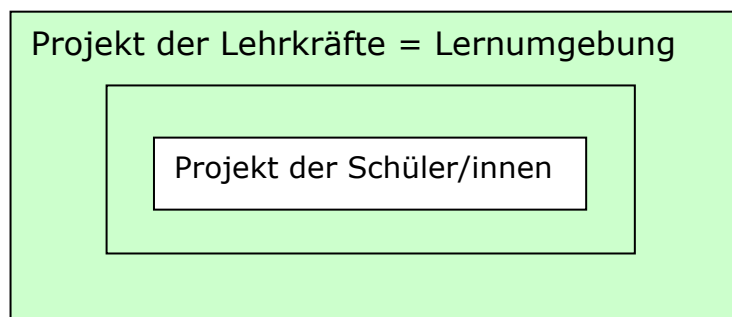 Projekt der Lehrkräfte = Lernumgebung
Projekt der Schüler/innen